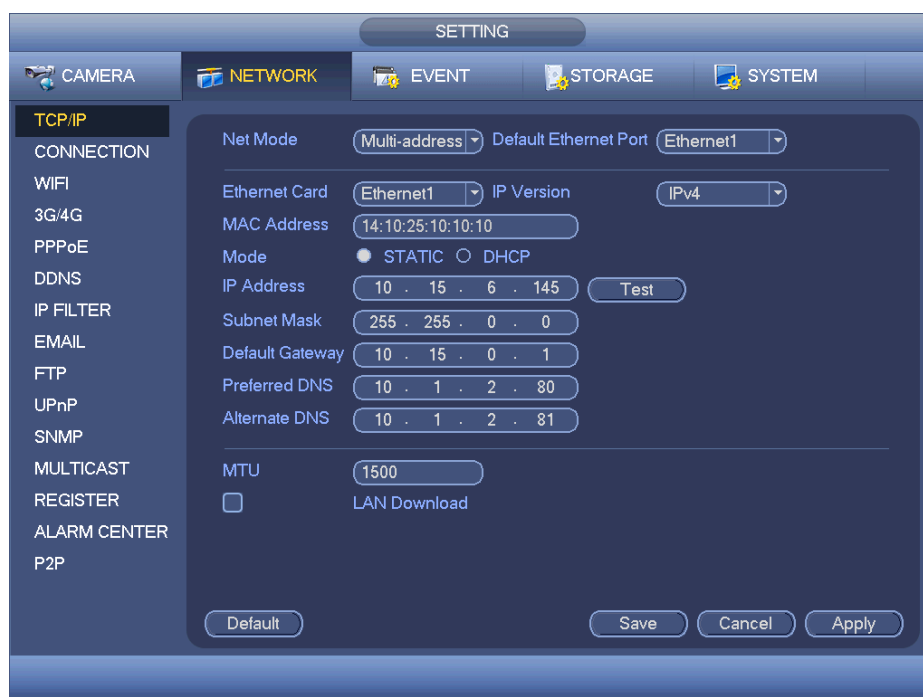 SETTING
CAMERA NETWORK EVENT STORAGE SYSTEM
TCP/IP
CONNECTION
WIFI
3G/4G
PPPoE
DDNS
IP FILTER
EMAIL
FTP
UPnP
SNMP
MULTICAST
REGISTER
ALARM CENTER
P2P
Net Mode Multi-address Default Ethernet Port Ethernet1
Ethernet Card Ethernet1 IP Version IPv4
MAC Address 14:10:25:10:10:10
Mode STATIC DHCP
IP Address 10 . 15 . 6 . 145 Test
Subnet Mask 255 . 255 . 0 . 0
Default Gateway 10 . 15 . 0 . 1
Preferred DNS 10 . 1 . 2 . 80
Alternate DNS 10 . 1 . 2 . 81
MTU 1500
LAN Download
Default Save Cancel Apply